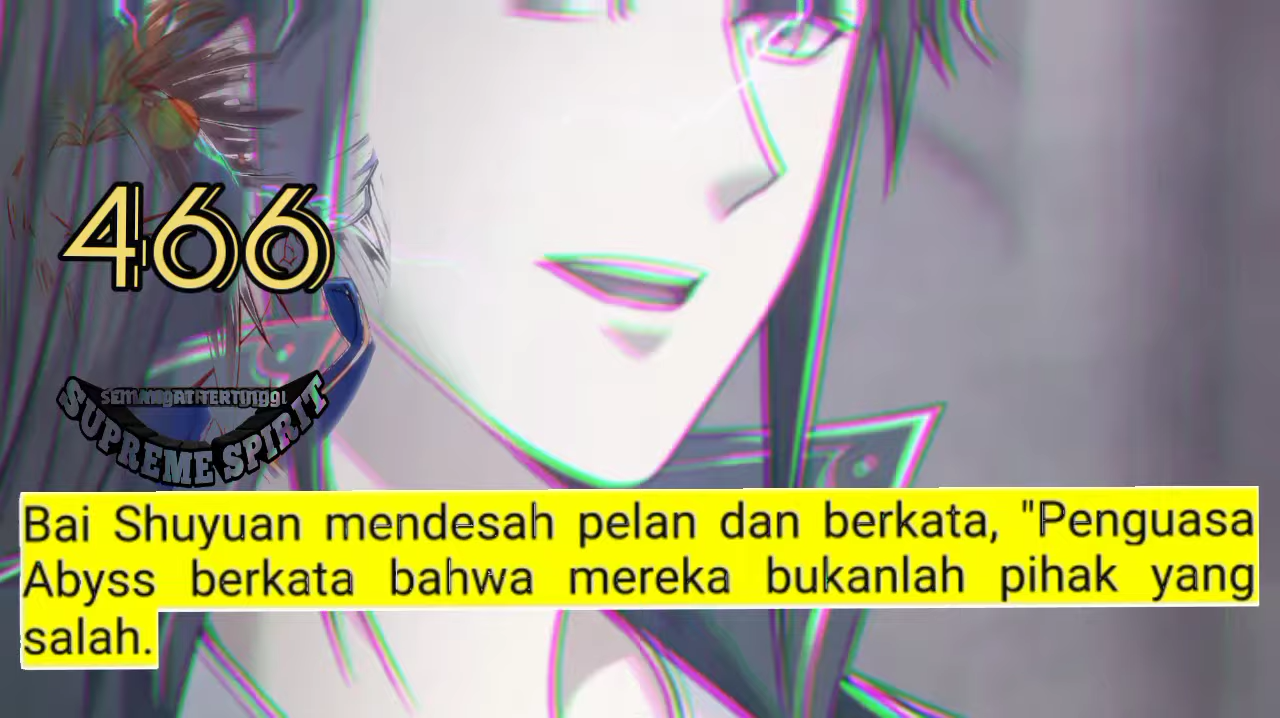 466
SEMANGAT TERTINGGI
SUPREME SPIRIT
Bai Shuyuan mendesah pelan dan berkata, "Penguasa
Abyss berkata bahwa mereka bukanlah pihak yang
salah.